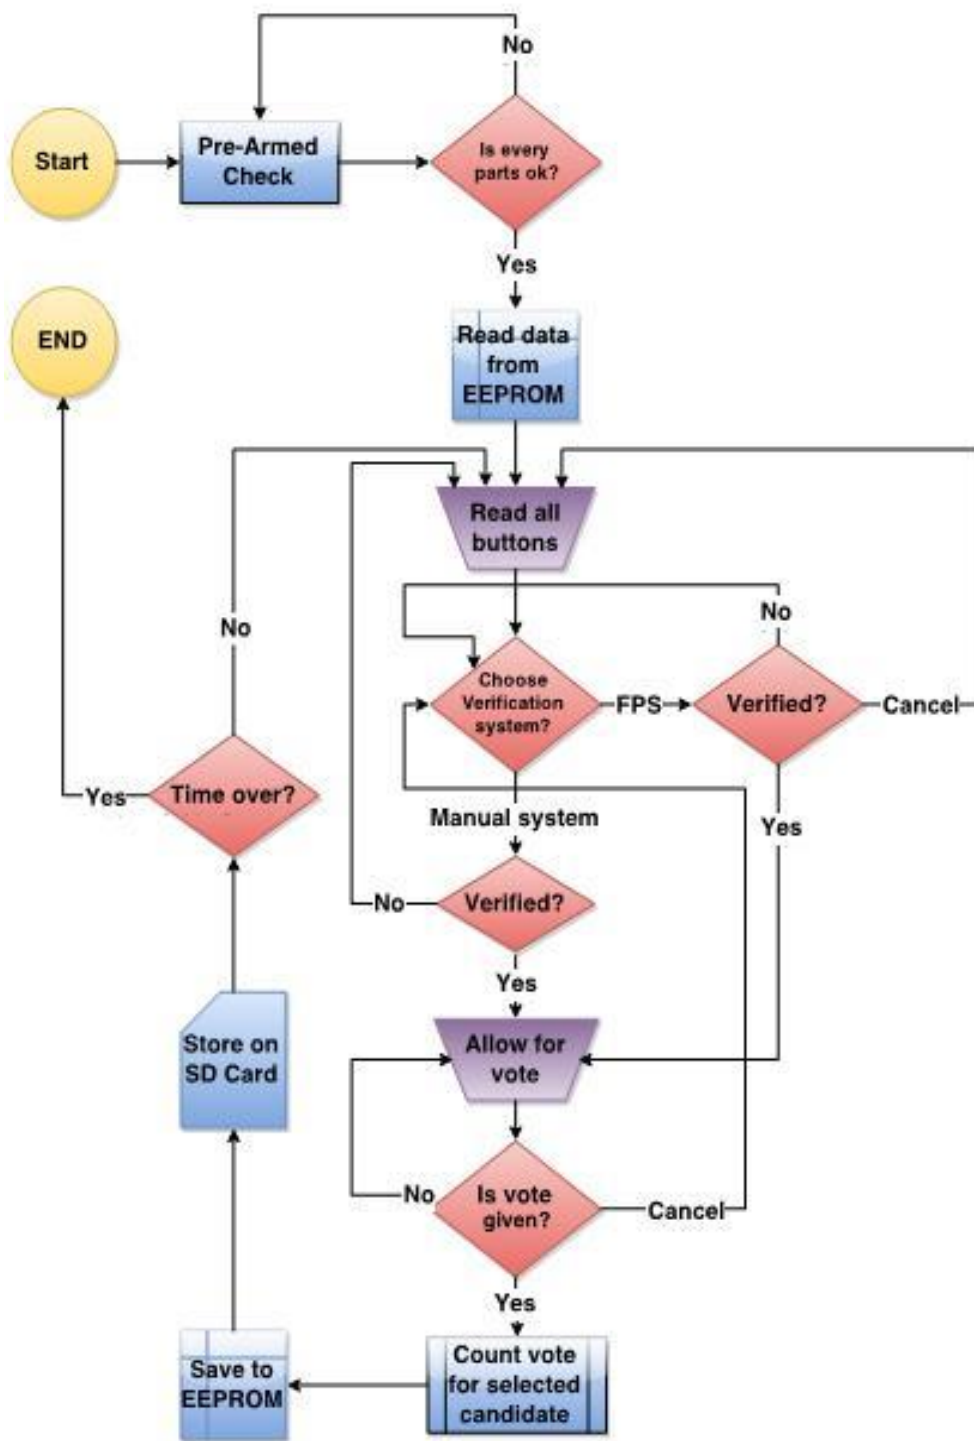 No
Start
Pre-Armed
Check
Is every
parts ok?
Yes
END
Read data
from
EEPROM
Read all
buttons
No
No
Choose
Verification
system?
FPS
Verified?
Cancel
Yes
Time over?
Manual system
Yes
No
Verified?
Yes
Store on
SD Card
Allow for
vote
No
Is vote
given?
Cancel
Yes
Save to
EEPROM
Count vote
for selected
candidate